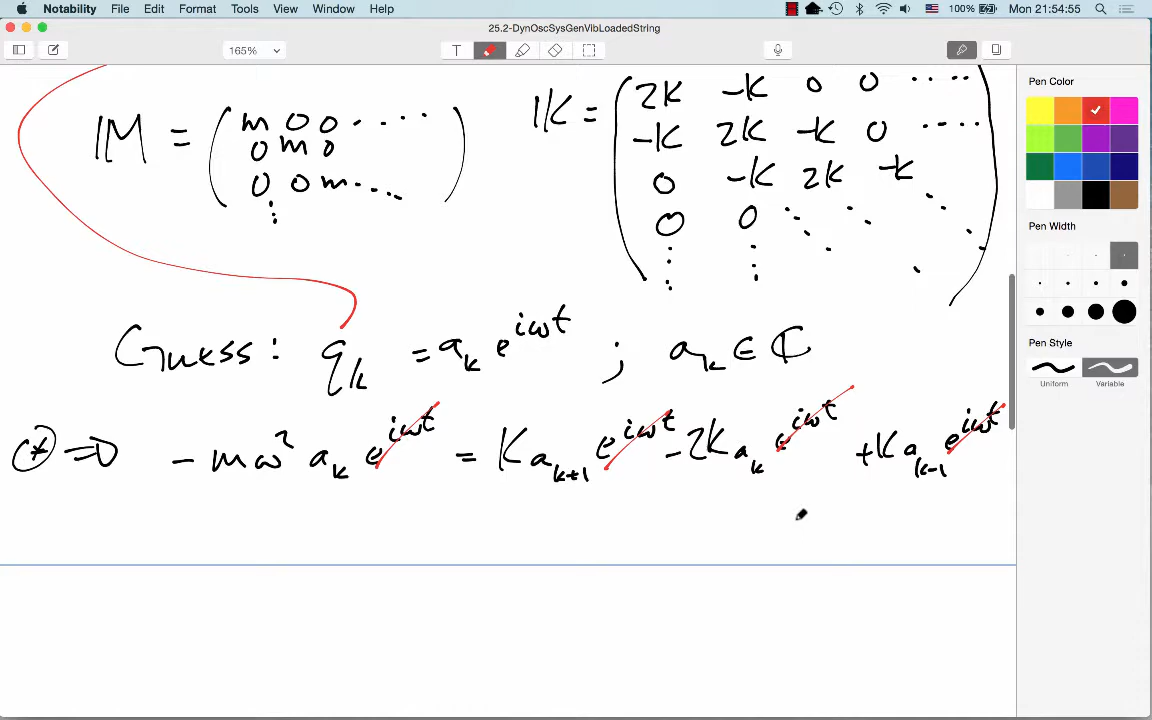 Notability File Edit Format Tools View Window Help 100% Mon 21:54:55
25.2-DynOscSysGenVibLoadedString
165% T
Pen Color
Pen Width
Pen Style
Uniform Variable
IM = ( m 0 0 ....
0 m 0
0 0 m ...
⋮ )
IK = ( 2K -K 0 0 .....
-K 2K -K 0 ....
0 -K 2K -K ⋱
0 0 ⋱ ⋱ ⋱
⋮ ⋮ )
Guess: q_k = a_k e^{iωt} ; a_k ∈ ℂ
(*) => -mω² a_k e^{iωt} = K a_{k+1} e^{iωt} - 2K a_k e^{iωt} + K a_{k-1} e^{iωt}